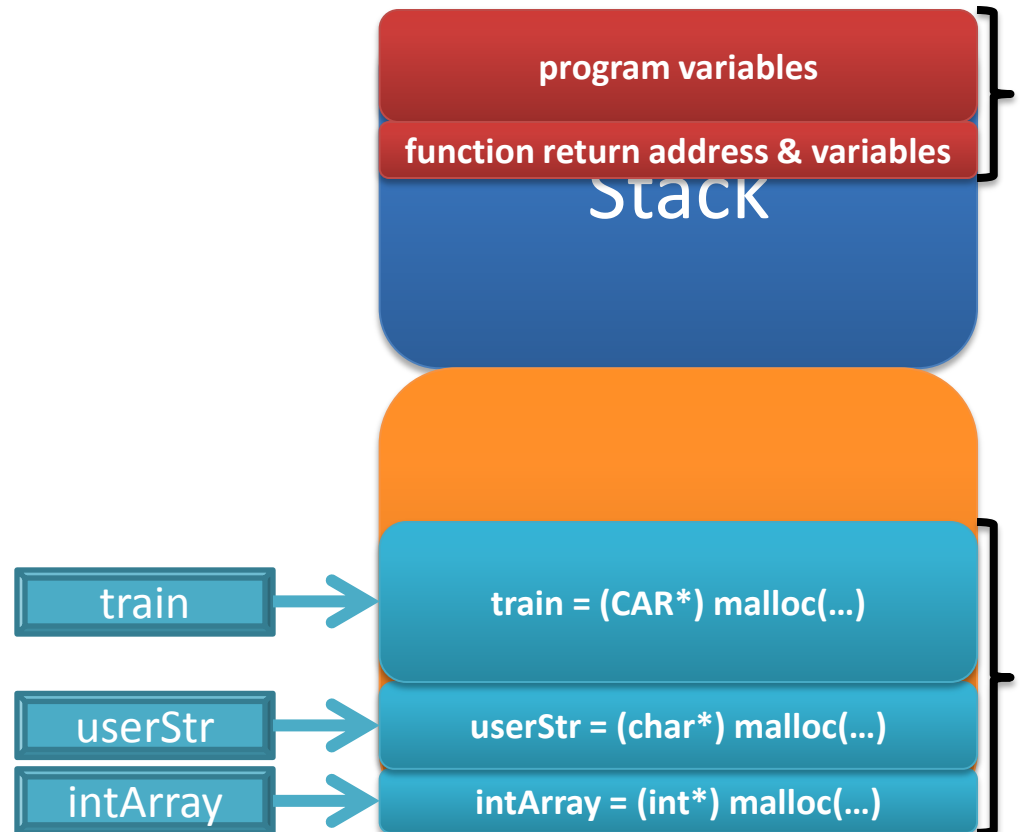 program variables
function return address & variables
Stack
train
train = (CAR*) malloc(…)
userStr
userStr = (char*) malloc(…)
intArray
intArray = (int*) malloc(…)